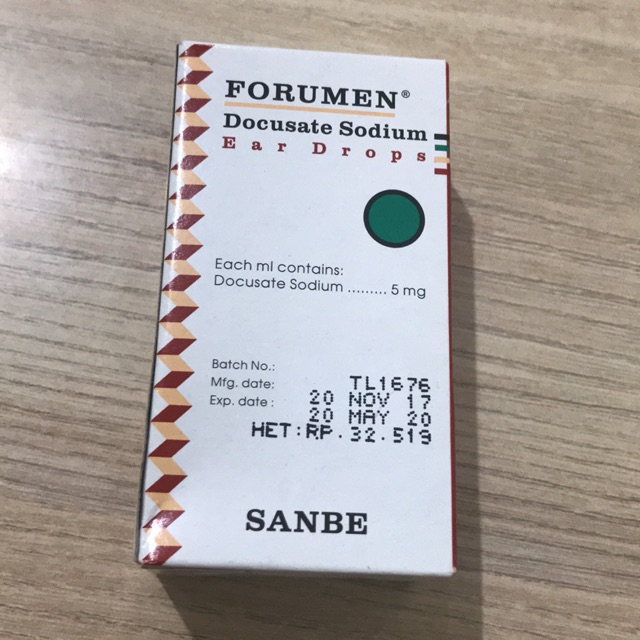 FORUMEN®
Docusate Sodium
Ear Drops
Each ml contains:
Docusate Sodium ......... 5 mg
Batch No.: TL1676
Mfg. date: 20 NOV 17
Exp. date : 20 MAY 20
HET:RP.32.519
SANBE